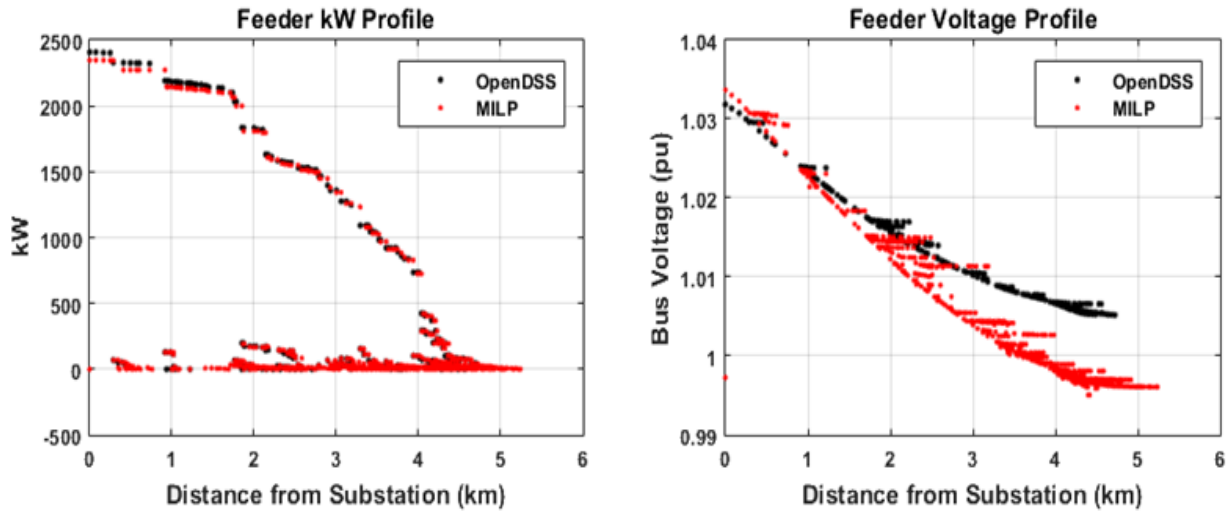 Feeder kW Profile
2500
2000
1500
1000
500
0
-500
kW
0 1 2 3 4 5 6
Distance from Substation (km)
OpenDSS
MILP
Feeder Voltage Profile
1.04
1.03
1.02
1.01
1
0.99
Bus Voltage (pu)
0 1 2 3 4 5 6
Distance from Substation (km)
OpenDSS
MILP